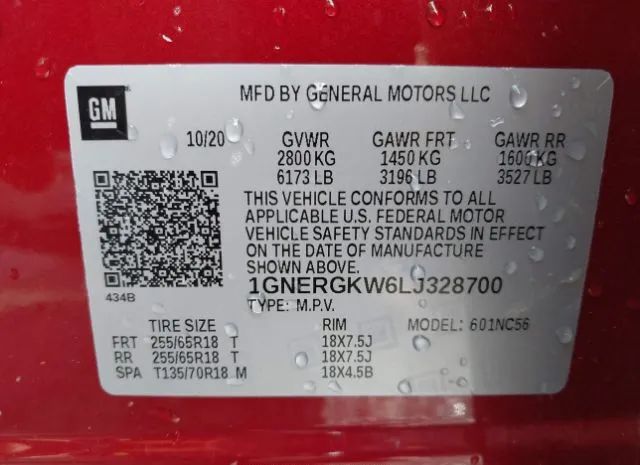 GM
MFD BY GENERAL MOTORS LLC
10/20 GVWR GAWR FRT GAWR RR
2800 KG 1450 KG 1600 KG
6173 LB 3196 LB 3527 LB
THIS VEHICLE CONFORMS TO ALL
APPLICABLE U.S. FEDERAL MOTOR
VEHICLE SAFETY STANDARDS IN EFFECT
ON THE DATE OF MANUFACTURE
SHOWN ABOVE.
434B
1GNERGKW6LJ328700
TYPE: M.P.V.
TIRE SIZE RIM MODEL: 601NC56
FRT 255/65R18 T 18X7.5J
RR 255/65R18 T 18X7.5J
SPA T135/70R18 M 18X4.5B